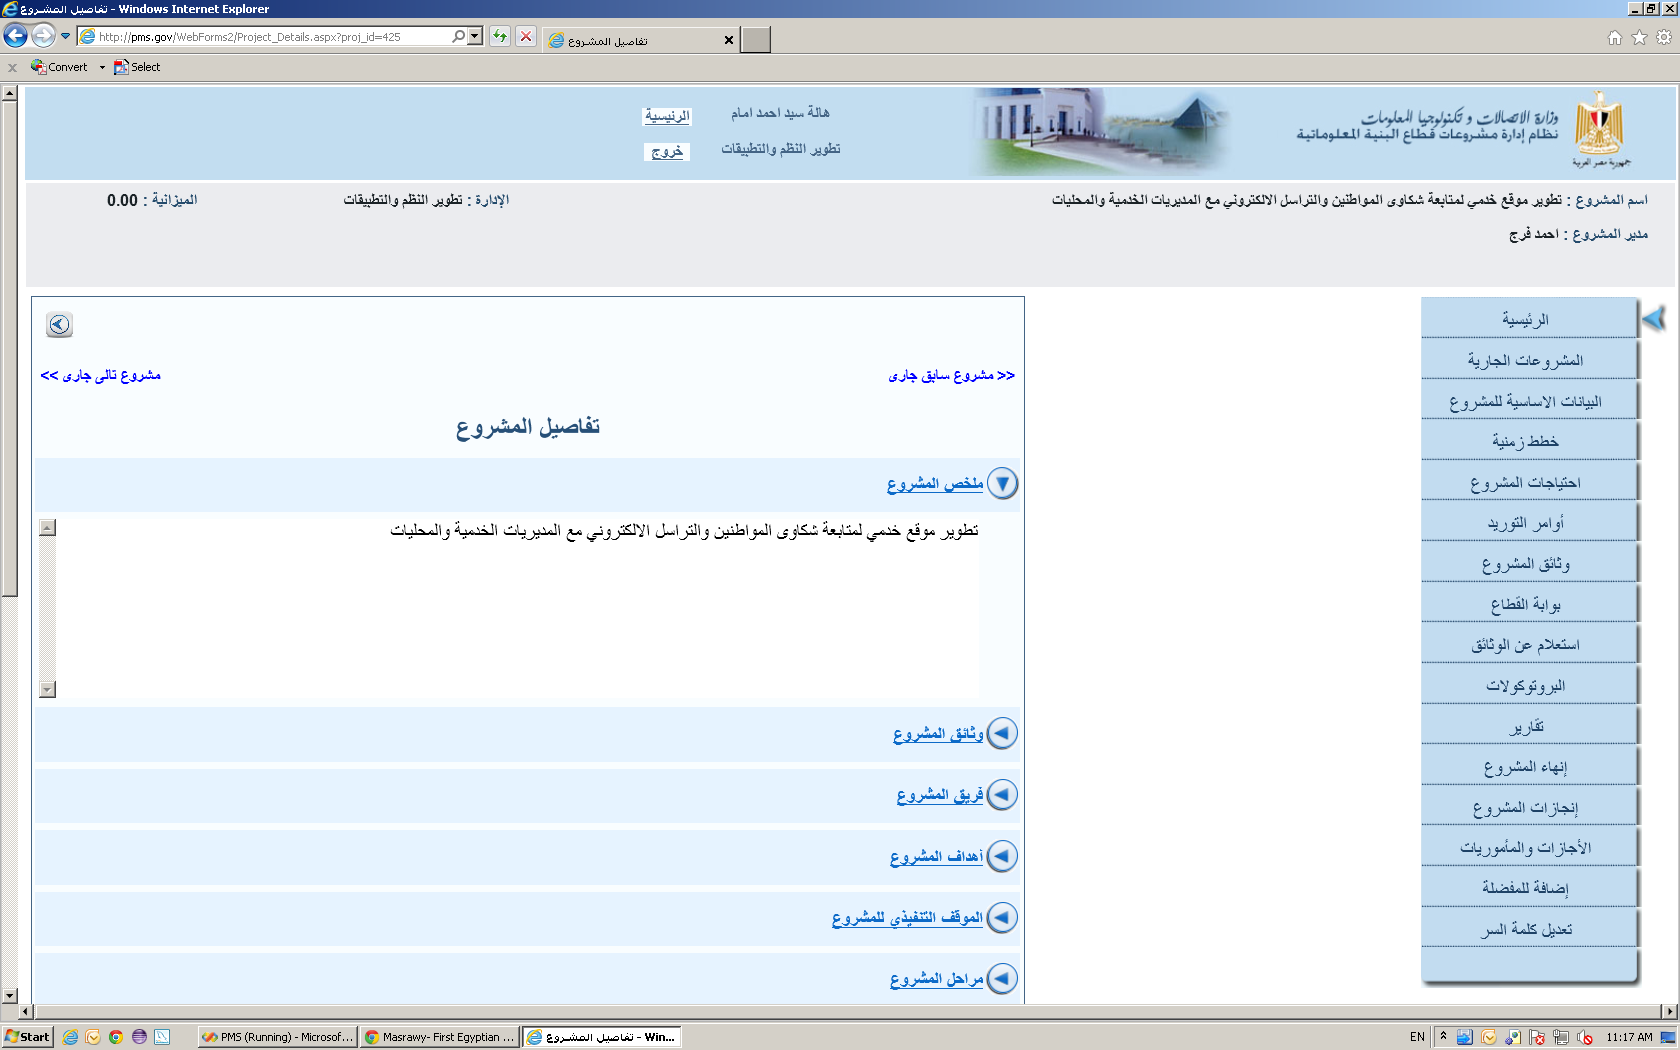 تفاصيل المشروع - Windows Internet Explorer
http://pms.gov/WebForms2/Project_Details.aspx?proj_id=425
تفاصيل المشروع
Convert
Select
وزارة الاتصالات و تكنولوجيا المعلومات
نظام إدارة مشروعات قطاع البنية المعلوماتية
جمهورية مصر العربية
هالة سيد احمد امام
الرئيسية
تطوير النظم والتطبيقات
خروج
اسم المشروع : تطوير موقع خدمي لمتابعة شكاوى المواطنين والتراسل الالكتروني مع المديريات الخدمية والمحليات
الإدارة : تطوير النظم والتطبيقات
الميزانية : 0.00
مدير المشروع : احمد فرج
الرئيسية
المشروعات الجارية
البيانات الاساسية للمشروع
خطط زمنية
احتياجات المشروع
أوامر التوريد
وثائق المشروع
بوابة القطاع
استعلام عن الوثائق
البروتوكولات
تقارير
إنهاء المشروع
إنجازات المشروع
الأجازات والمأموريات
إضافة للمفضلة
تعديل كلمة السر
<< مشروع سابق جارى
مشروع تالى جارى >>
تفاصيل المشروع
ملخص المشروع
تطوير موقع خدمي لمتابعة شكاوى المواطنين والتراسل الالكتروني مع المديريات الخدمية والمحليات
وثائق المشروع
فريق المشروع
أهداف المشروع
الموقف التنفيذي للمشروع
مراحل المشروع
Start
PMS (Running) - Microsof...
Masrawy- First Egyptian ...
تفاصيل المشروع - Win...
EN
11:17 AM